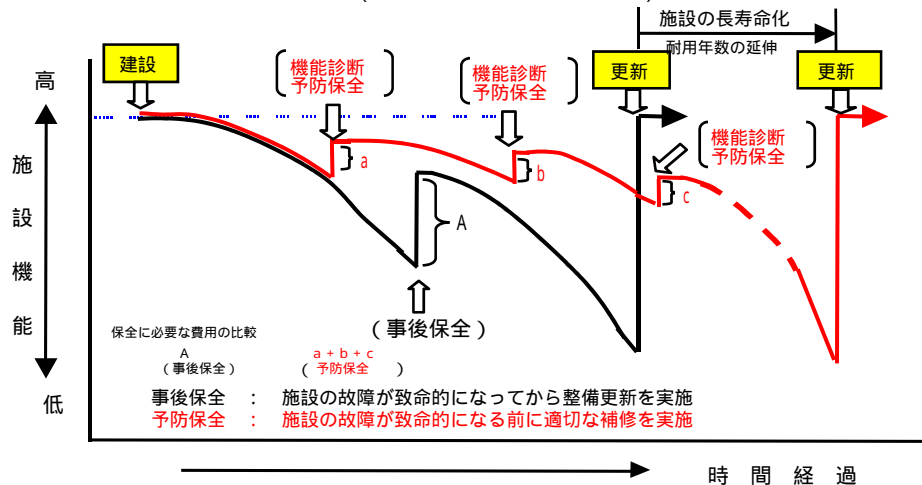 施設の長寿命化
耐用年数の延伸
建設
機能診断
予防保全
機能診断
予防保全
更新
更新
機能診断
予防保全
高
施
設
機
能
低
a
b
c
A
(事後保全)
保全に必要な費用の比較
A
(事後保全)
a+b+c
(予防保全)
事後保全 : 施設の故障が致命的になってから整備更新を実施
予防保全 : 施設の故障が致命的になる前に適切な補修を実施
時間経過